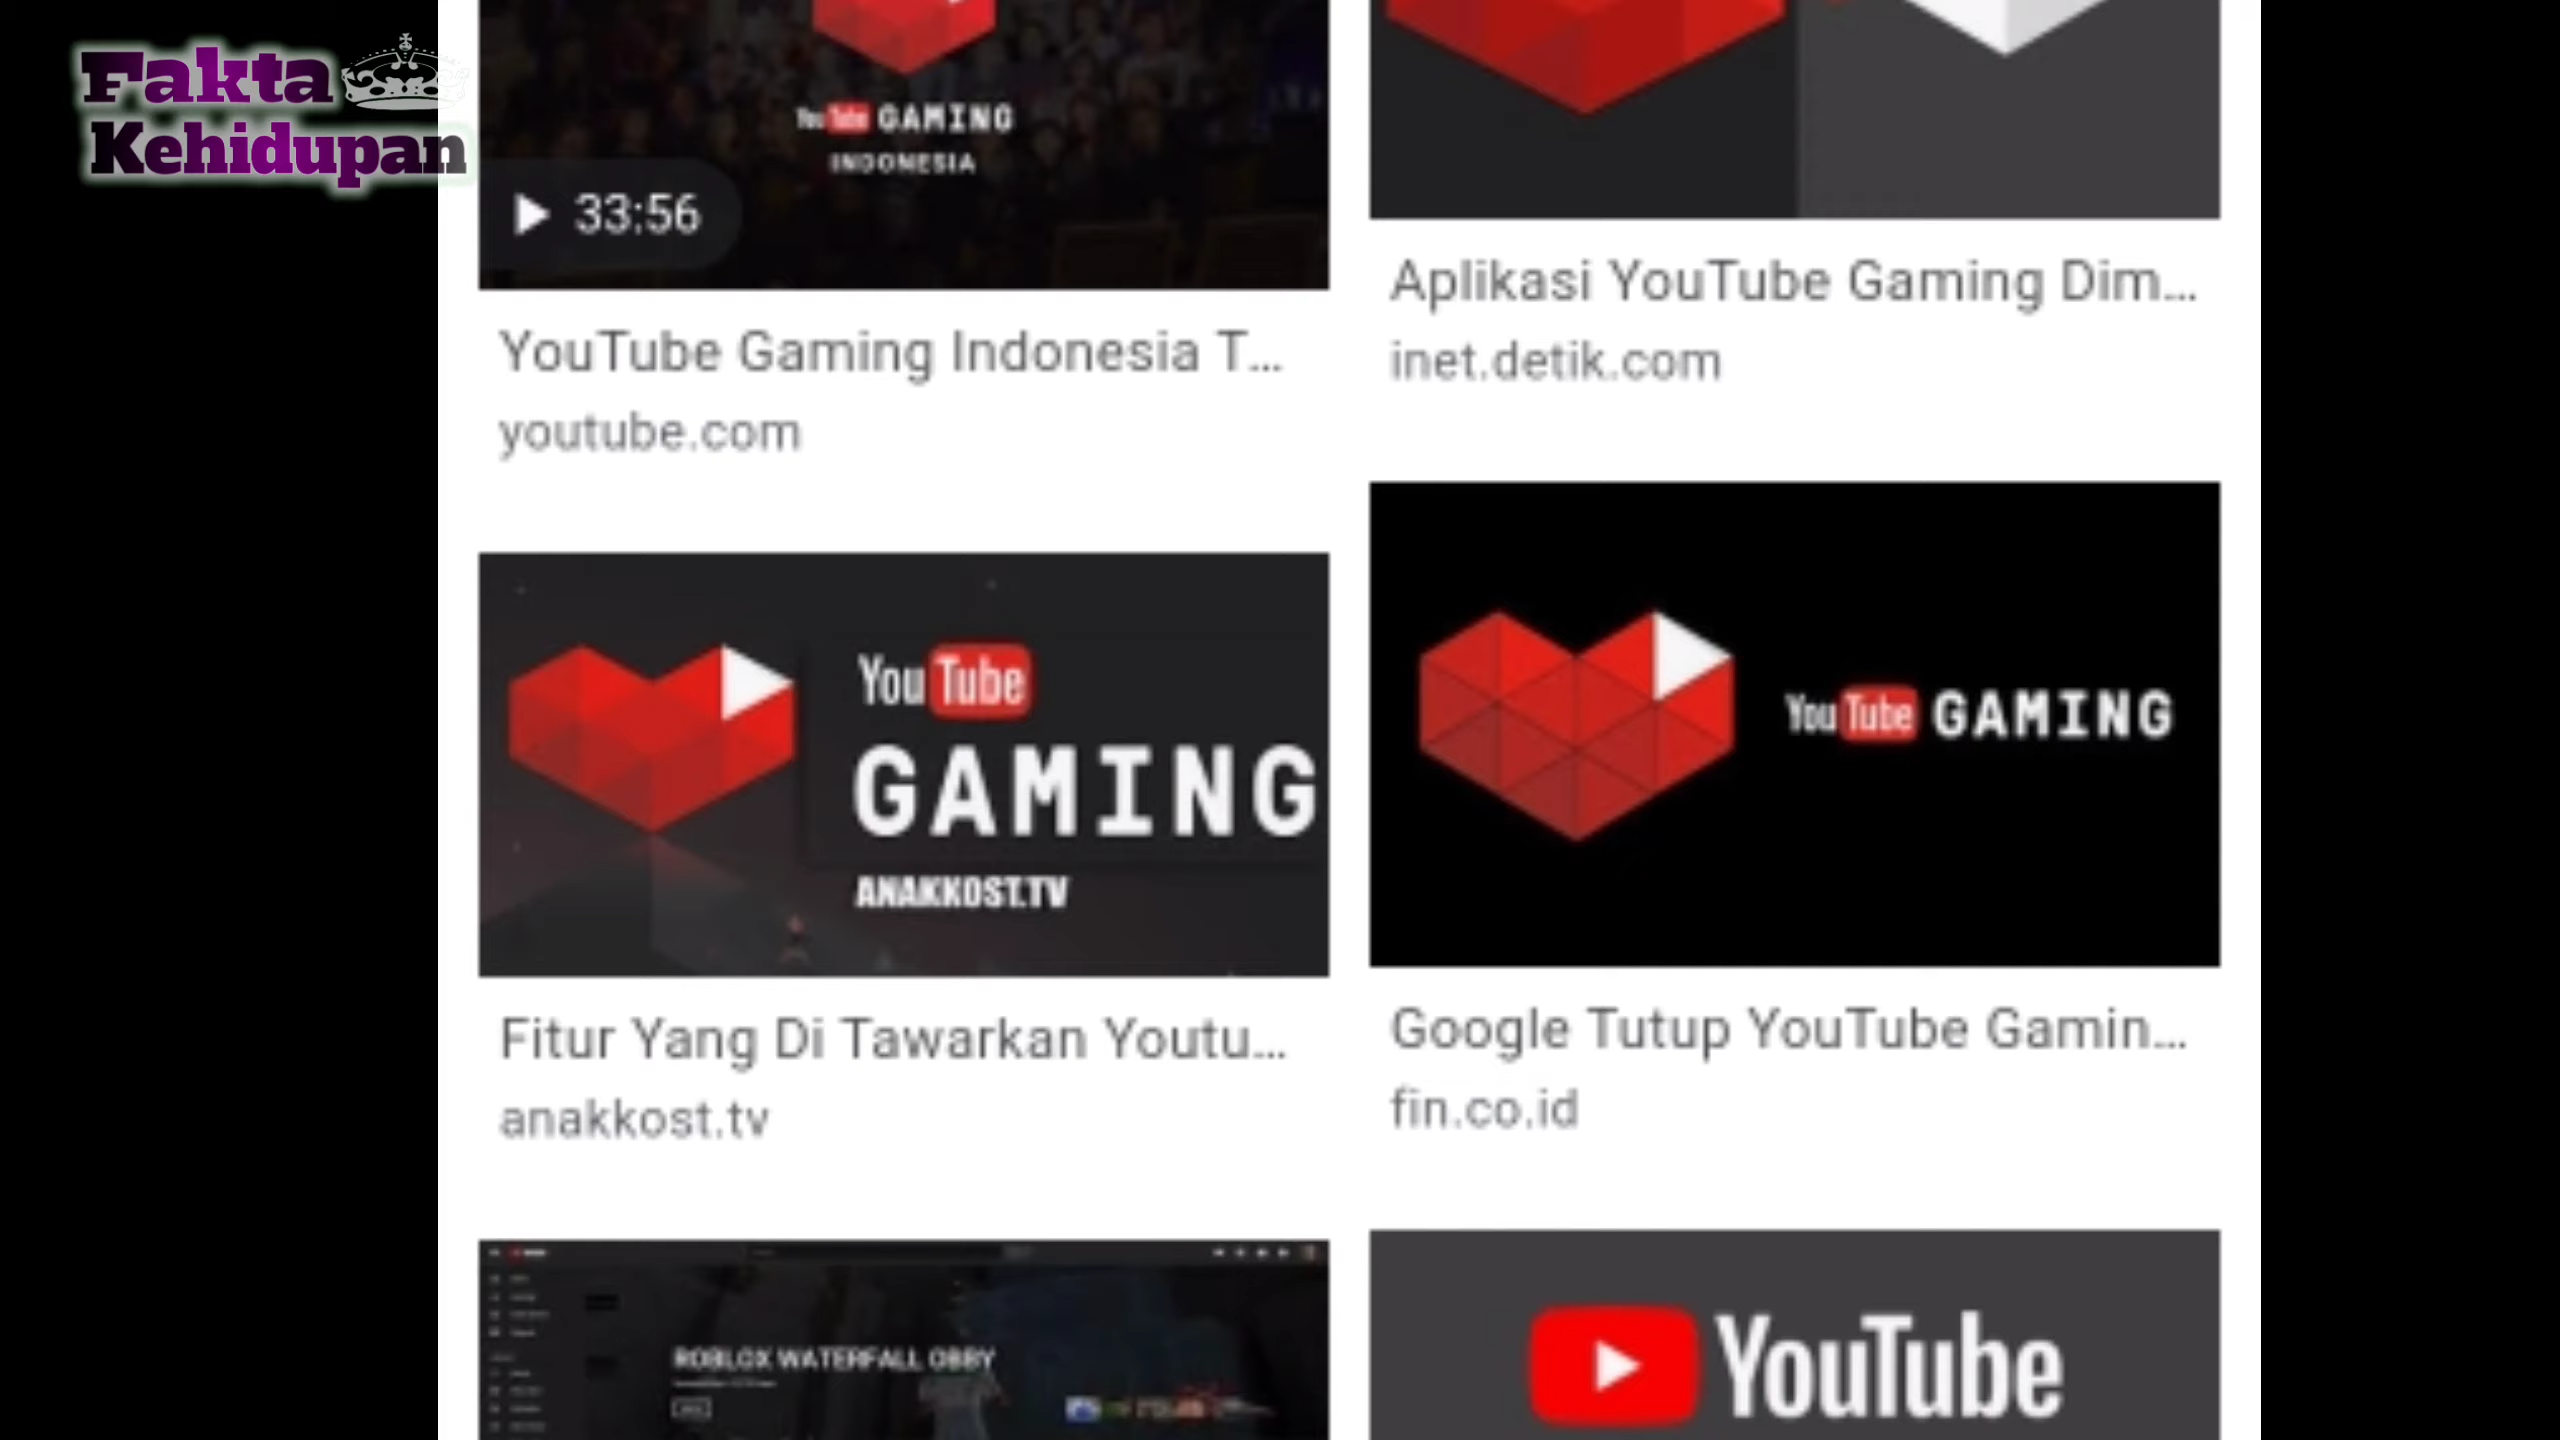 Fakta
Kehidupan
YouTube GAMING
INDONESIA
33:56
YouTube Gaming Indonesia T...
youtube.com
Aplikasi YouTube Gaming Dim...
inet.detik.com
YouTube
GAMING
ANAKKOST.TV
Fitur Yang Di Tawarkan Youtu...
anakkost.tv
YouTube GAMING
Google Tutup YouTube Gamin...
fin.co.id
ROBLOX WATERFALL OBBY
YouTube